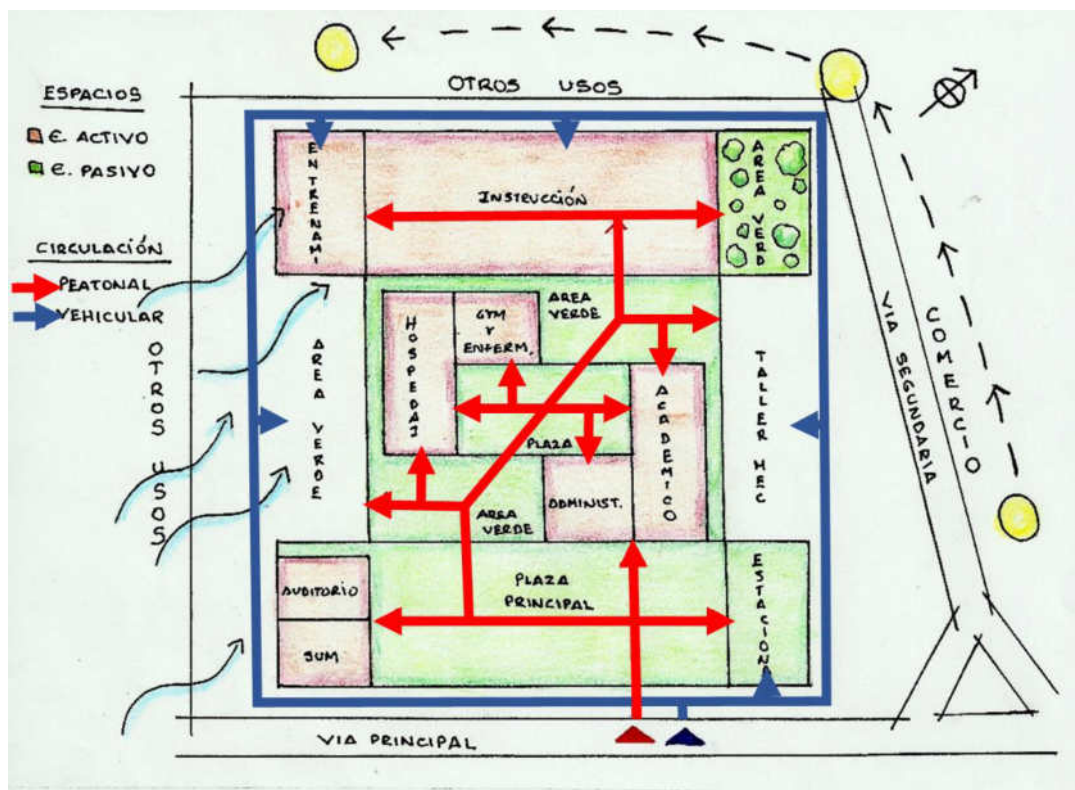 OTROS USOS
ESPACIOS
E. ACTIVO
E. PASIVO
CIRCULACIÓN
PEATONAL
VEHICULAR
OTROS USOS
ENTRENAMI
INSTRUCCIÓN
AREA VERD
HOSPEDAJ
GYM
Y
ENFERM.
AREA
VERDE
AREA VERDE
PLAZA
ACADEMICO
TALLER MEC
ADMINIST.
AREA
VERDE
AUDITORIO
SUM
PLAZA
PRINCIPAL
ESTACION
VIA SEGUNDARIA
COMERCIO
VIA PRINCIPAL